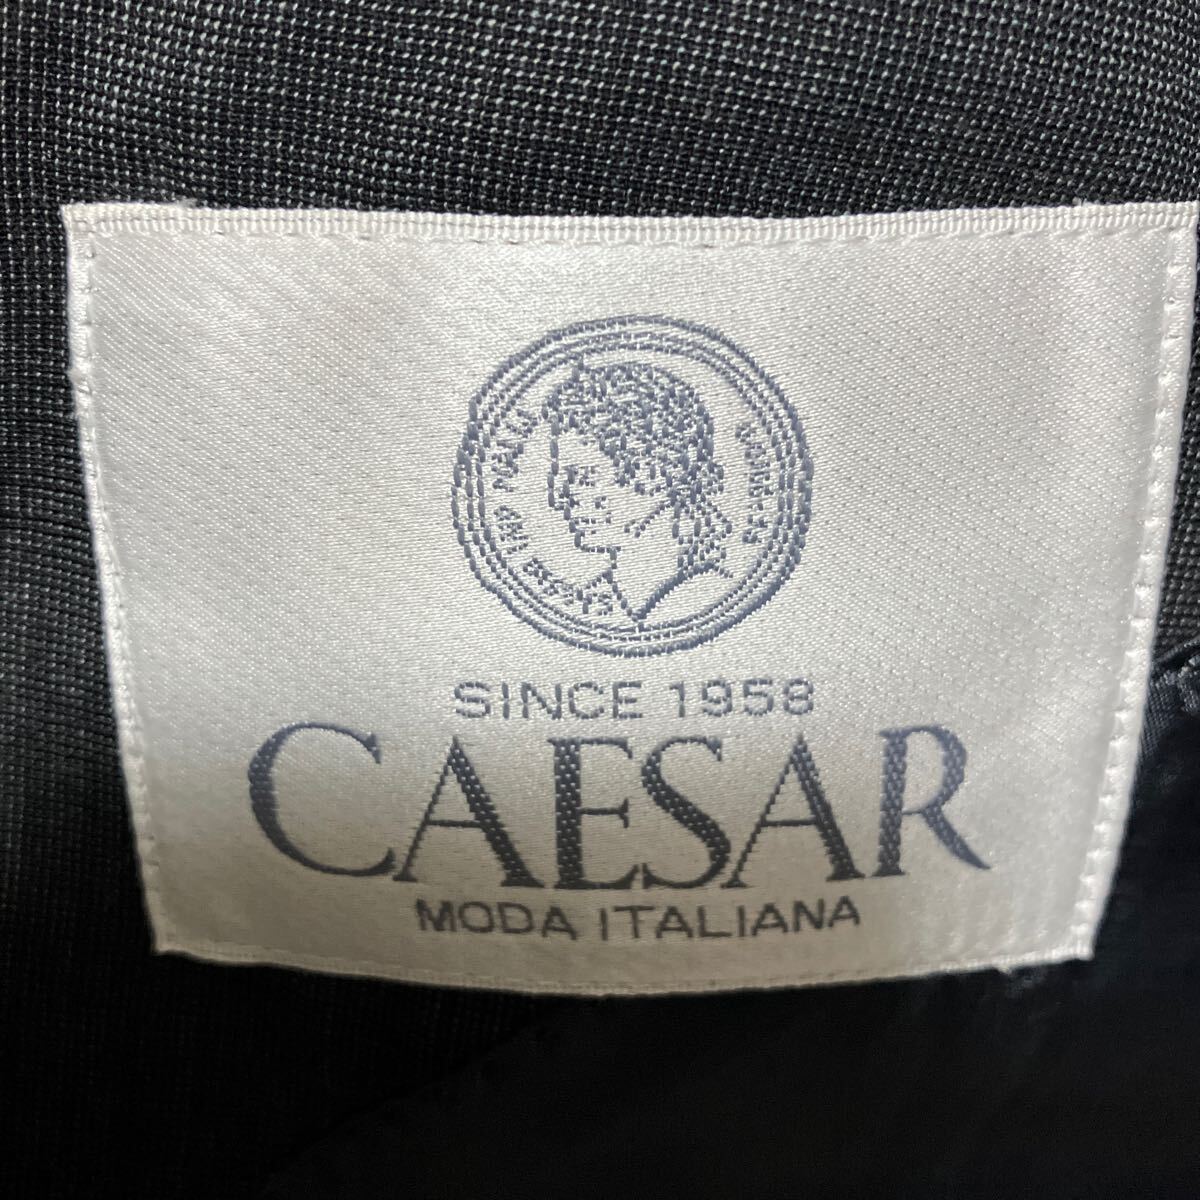 SINCE 1958
CAESAR
MODA ITALIANA